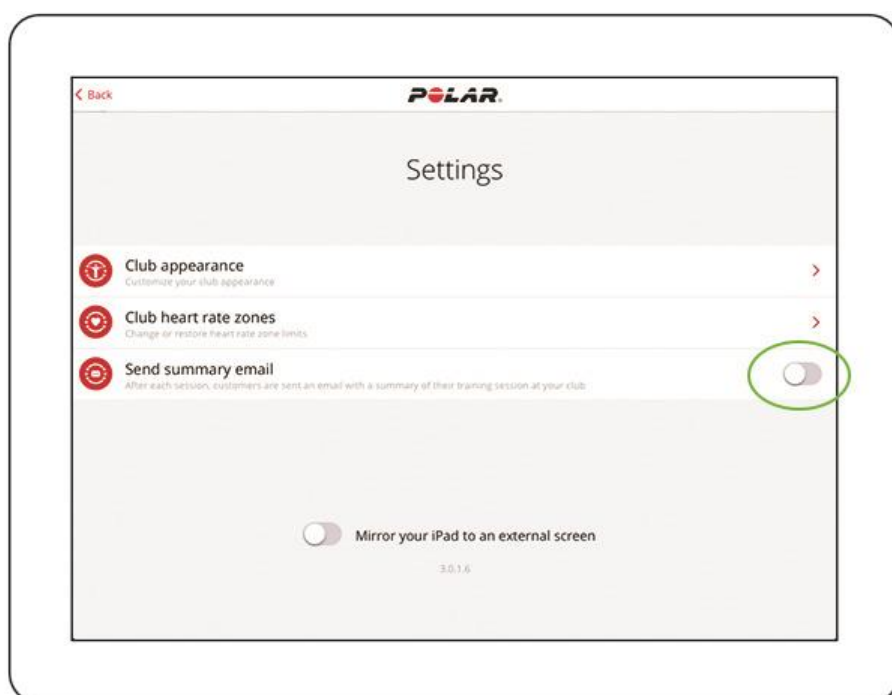 Back
POLAR.
Settings
Club appearance
Customize your club appearance
Club heart rate zones
Change or restore heart rate zone limits
Send summary email
After each session, customers are sent an email with a summary of their training session at your club
Mirror your iPad to an external screen
3.0.1.6